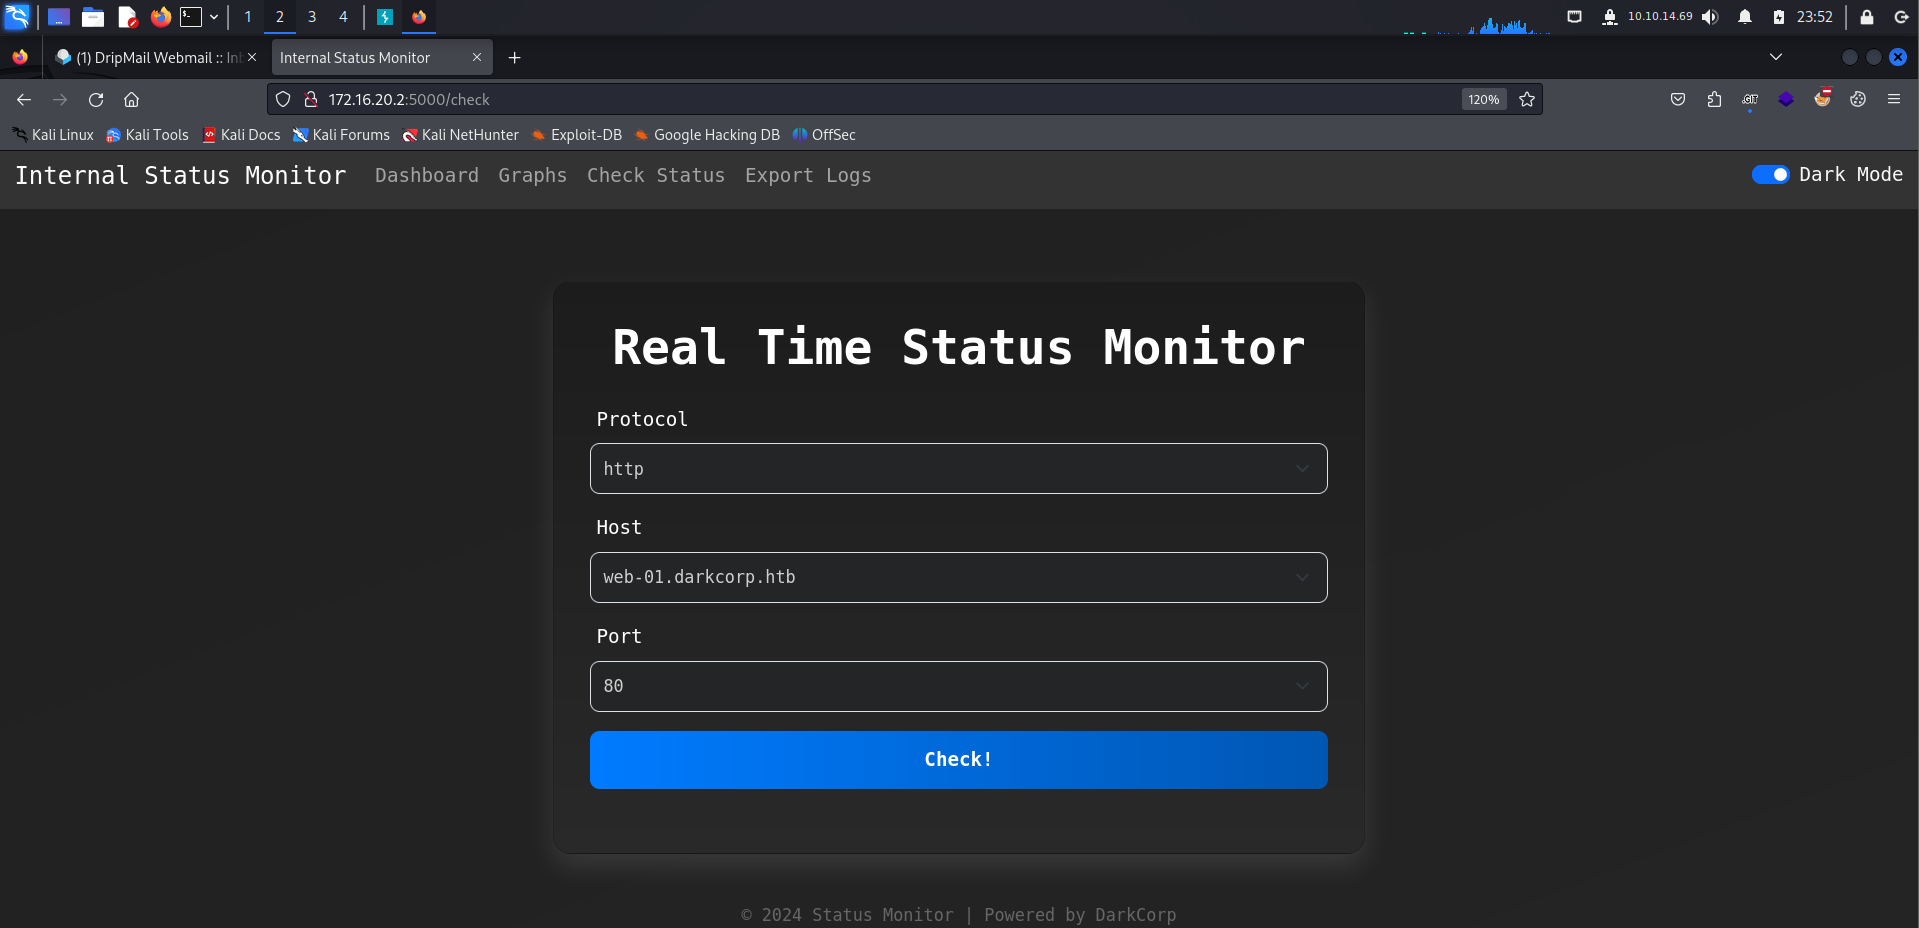 1 2 3 4 10.10.14.69 23:52
(1) DripMail Webmail :: In Internal Status Monitor
172.16.20.2:5000/check 120% .GIT
Kali Linux Kali Tools Kali Docs Kali Forums Kali NetHunter Exploit-DB Google Hacking DB OffSec
Internal Status Monitor Dashboard Graphs Check Status Export Logs Dark Mode
Real Time Status Monitor
Protocol
http
Host
web-01.darkcorp.htb
Port
80
Check!
© 2024 Status Monitor | Powered by DarkCorp